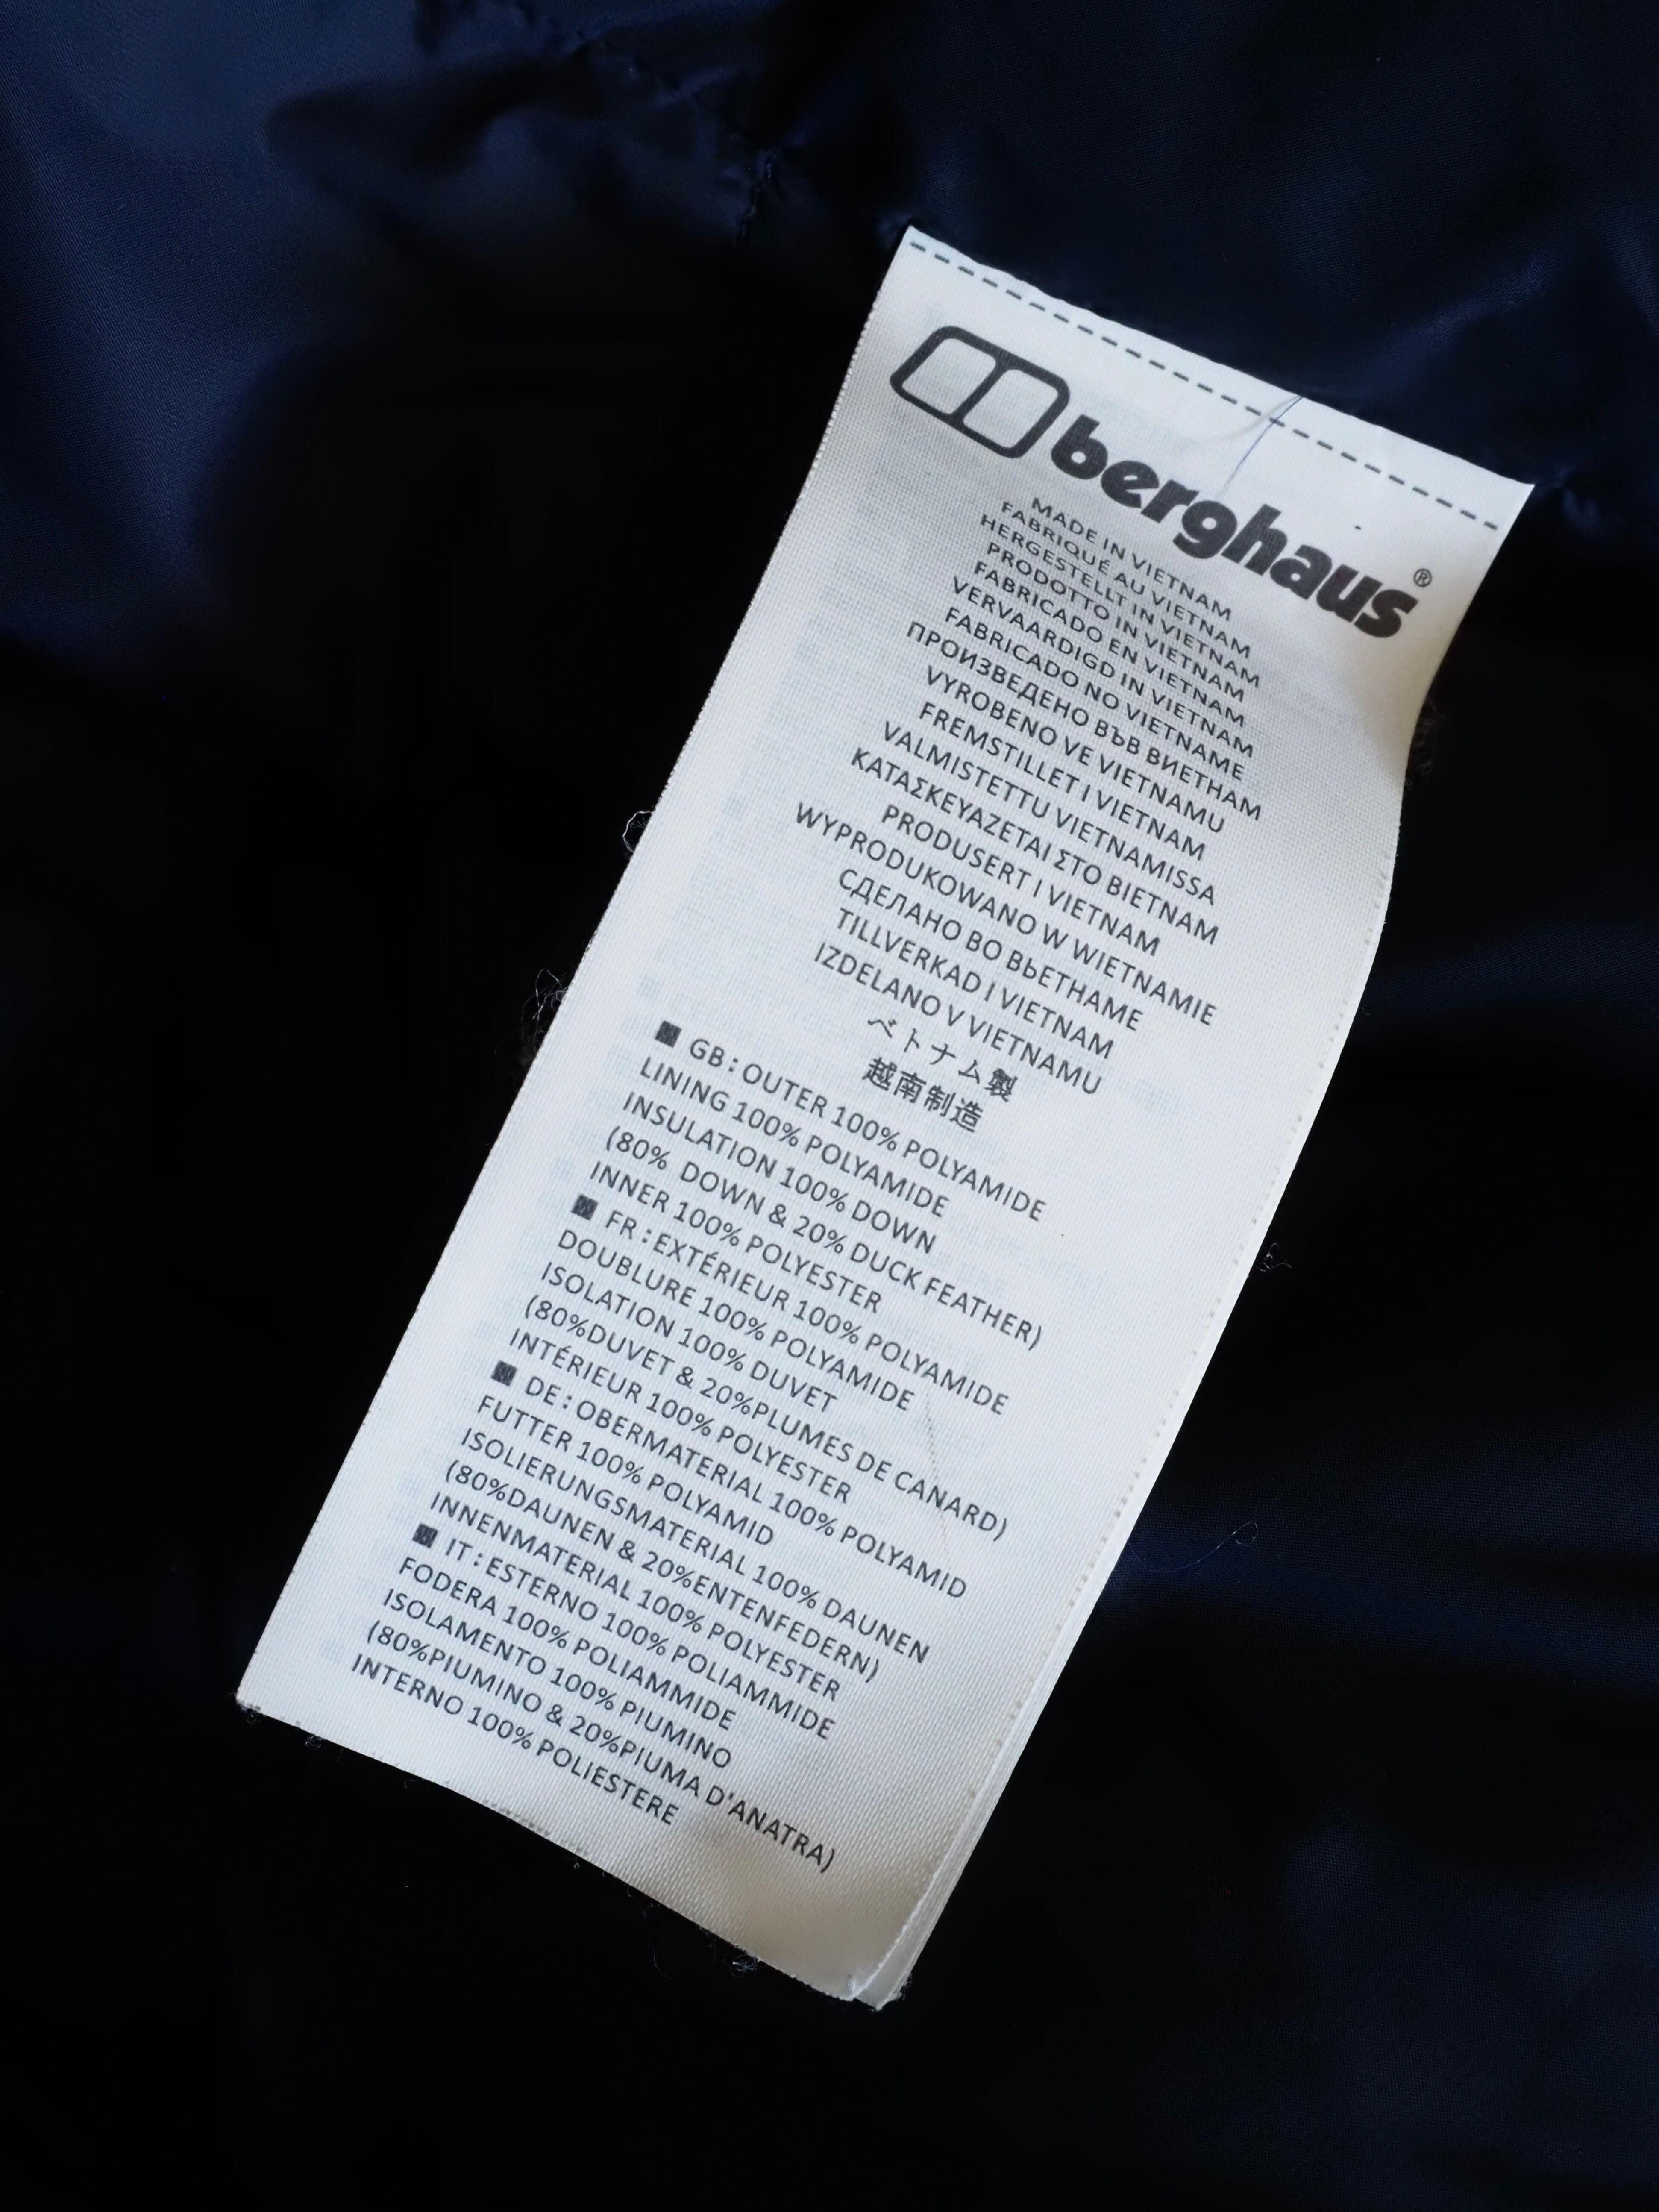 berghaus®
MADE IN VIETNAM
FABRIQUÉ AU VIETNAM
HERGESTELLT IN VIETNAM
PRODOTTO IN VIETNAM
FABRICADO EN VIETNAM
VERVAARDIGD IN VIETNAM
FABRICADO NO VIETNAME
ПРОИЗВЕДЕНО ВЪВ ВИЕТНАМ
VYROBENO VE VIETNAMU
FREMSTILLET I VIETNAM
VALMISTETTU VIETNAMISSA
ΚΑΤΑΣΚΕΥΑΖΕΤΑΙ ΣΤΟ ΒΙΕΤΝΑΜ
PRODUSERT I VIETNAM
WYPRODUKOWANO W WIETNAMIE
СДЕЛАНО ВО ВЬЕТНАМЕ
TILLVERKAD I VIETNAM
IZDELANO V VIETNAMU
ベトナム製
越南制造
■ GB : OUTER 100% POLYAMIDE
LINING 100% POLYAMIDE
INSULATION 100% DOWN
(80% DOWN & 20% DUCK FEATHER)
INNER 100% POLYESTER
■ FR : EXTÉRIEUR 100% POLYAMIDE
DOUBLURE 100% POLYAMIDE
ISOLATION 100% DUVET
(80%DUVET & 20%PLUMES DE CANARD)
INTÉRIEUR 100% POLYESTER
■ DE : OBERMATERIAL 100% POLYAMID
FUTTER 100% POLYAMID
ISOLIERUNGSMATERIAL 100% DAUNEN
(80%DAUNEN & 20%ENTENFEDERN)
INNENMATERIAL 100% POLYESTER
■ IT : ESTERNO 100% POLIAMMIDE
FODERA 100% POLIAMMIDE
ISOLAMENTO 100% PIUMINO
(80%PIUMINO & 20%PIUMA D'ANATRA)
INTERNO 100% POLIESTERE